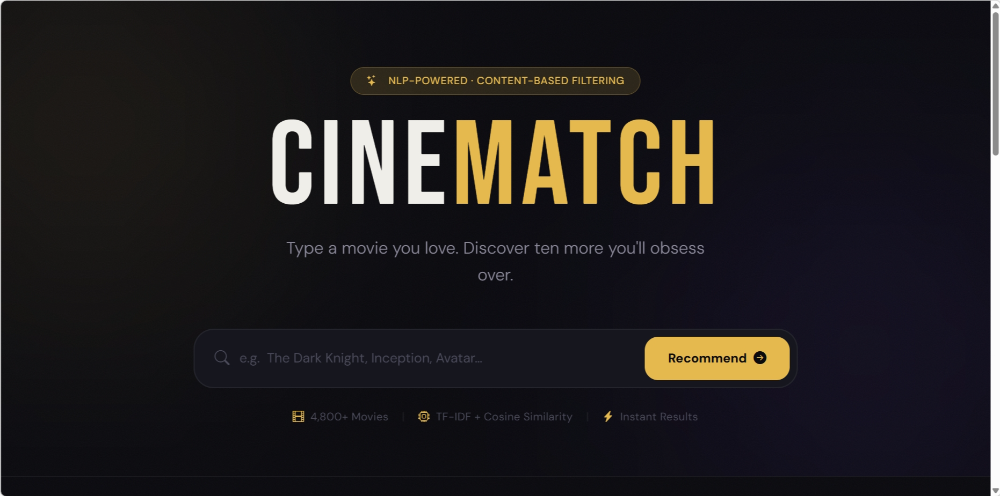 NLP-POWERED · CONTENT-BASED FILTERING
CINEMATCH
Type a movie you love. Discover ten more you'll obsess
over.
e.g. The Dark Knight, Inception, Avatar...
Recommend
4,800+ Movies | TF-IDF + Cosine Similarity | Instant Results